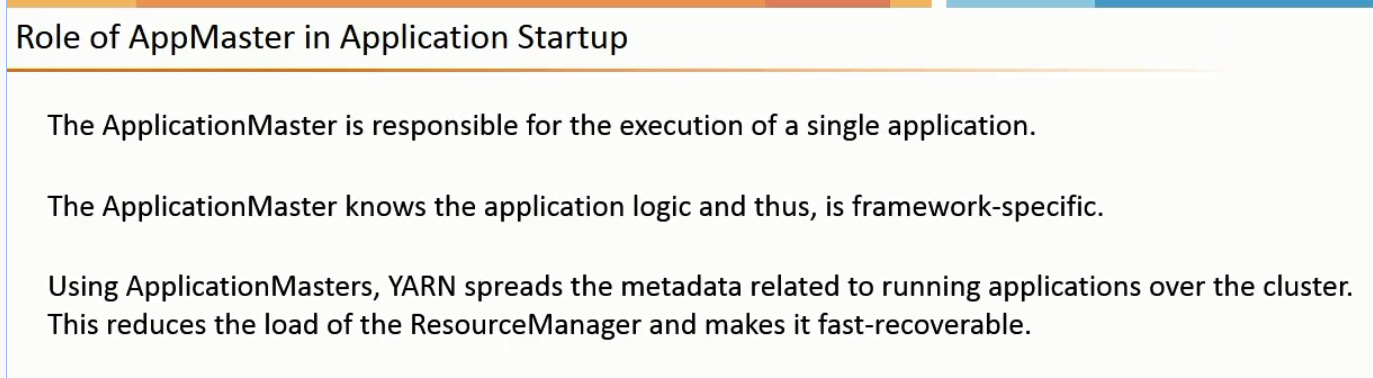 Role of AppMaster in Application Startup
The ApplicationMaster is responsible for the execution of a single application.
The ApplicationMaster knows the application logic and thus, is framework-specific.
Using ApplicationMasters, YARN spreads the metadata related to running applications over the cluster.
This reduces the load of the ResourceManager and makes it fast-recoverable.